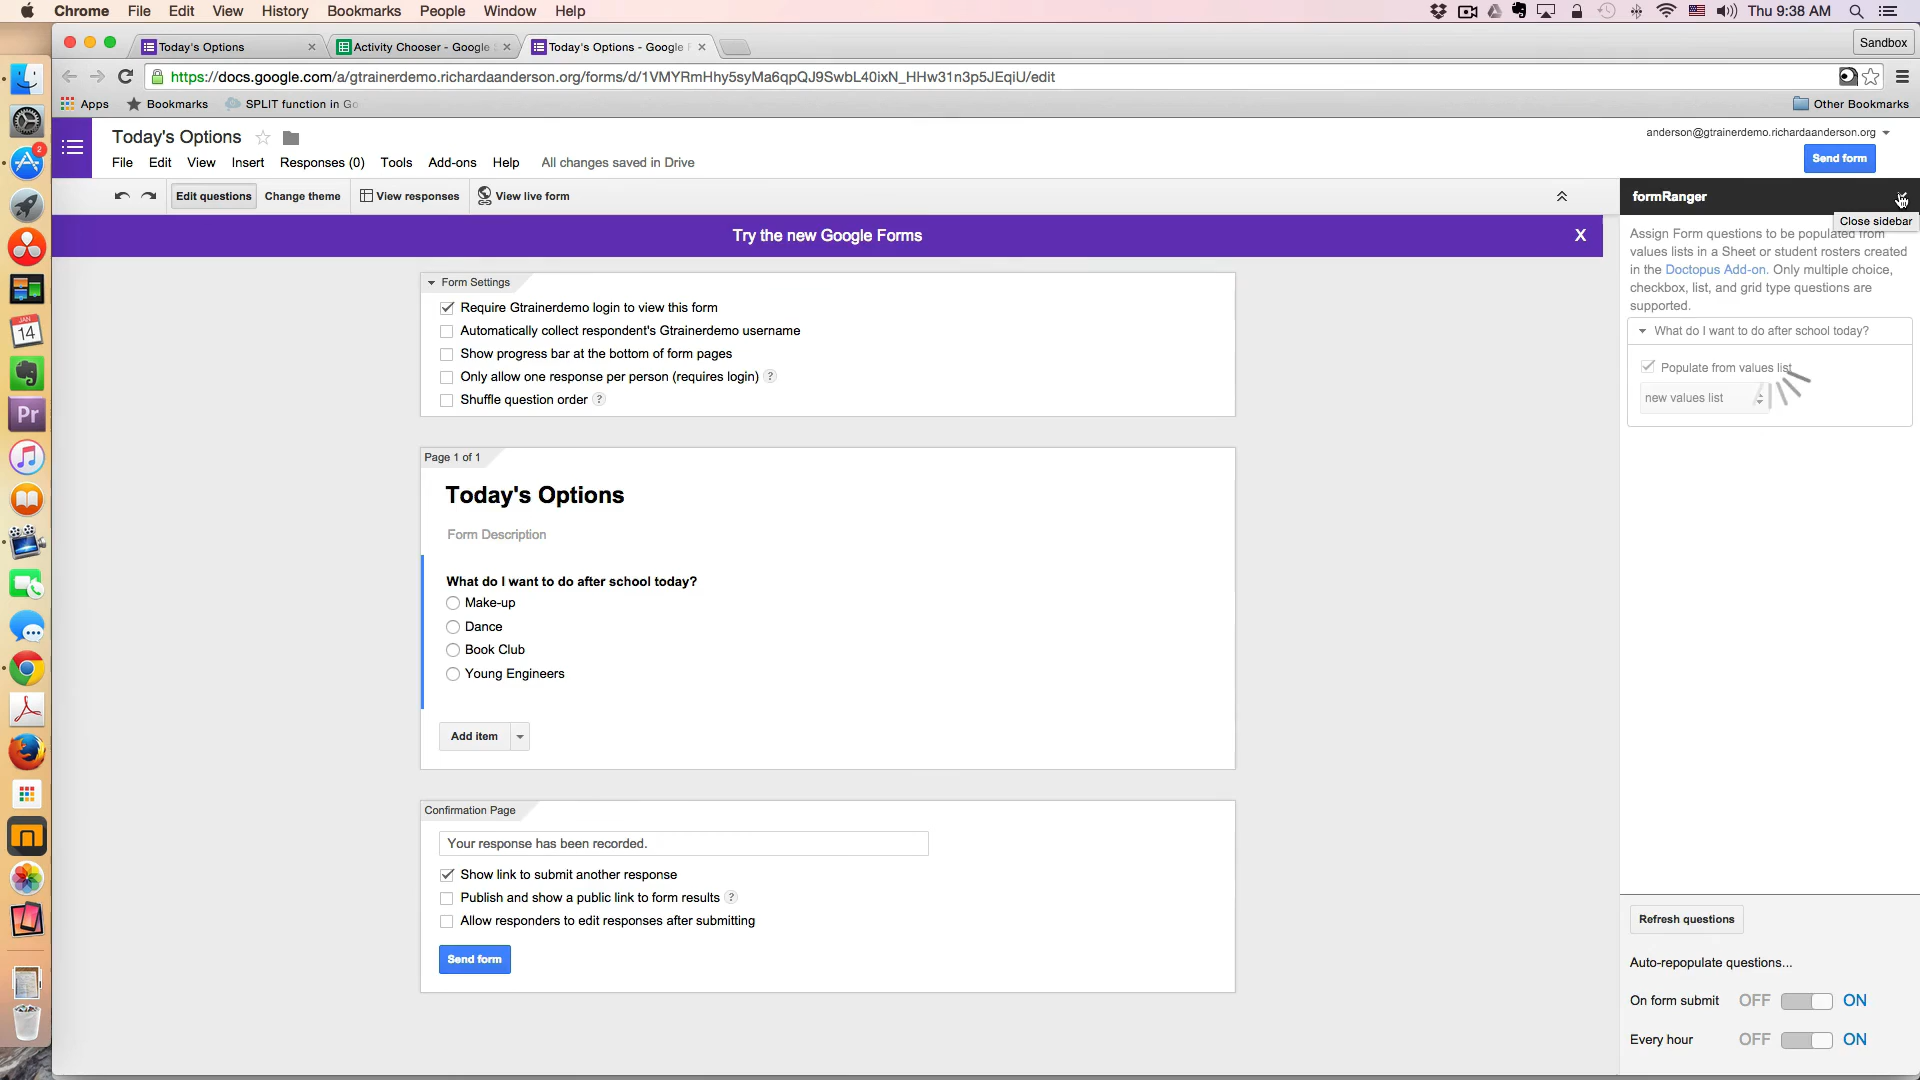 Chrome File Edit View History Bookmarks People Window Help Thu 9:38 AM
Today's Options Activity Chooser - Google Today's Options - Google Sandbox
https://docs.google.com/a/gtrainerdemo.richardaanderson.org/forms/d/1VMYRmHhy5syMa6qpQJ9SwbL40ixN_HHw31n3p5JEqiU/edit
Apps Bookmarks SPLIT function in Go Other Bookmarks
Today's Options anderson@gtrainerdemo.richardaanderson.org
File Edit View Insert Responses (0) Tools Add-ons Help All changes saved in Drive Send form
Edit questions Change theme View responses View live form
formRanger
Close sidebar
Try the new Google Forms X
Assign Form questions to be populated from
values lists in a Sheet or student rosters created
in the Doctopus Add-on. Only multiple choice,
checkbox, list, and grid type questions are
supported.
What do I want to do after school today?
Populate from values list
new values list
Form Settings
Require Gtrainerdemo login to view this form
Automatically collect respondent's Gtrainerdemo username
Show progress bar at the bottom of form pages
Only allow one response per person (requires login) ?
Shuffle question order ?
Page 1 of 1
Today's Options
Form Description
What do I want to do after school today?
Make-up
Dance
Book Club
Young Engineers
Add item
Confirmation Page
Your response has been recorded.
Show link to submit another response
Publish and show a public link to form results ?
Allow responders to edit responses after submitting
Send form
Refresh questions
Auto-repopulate questions...
On form submit OFF ON
Every hour OFF ON
2
JAN
14
Pr